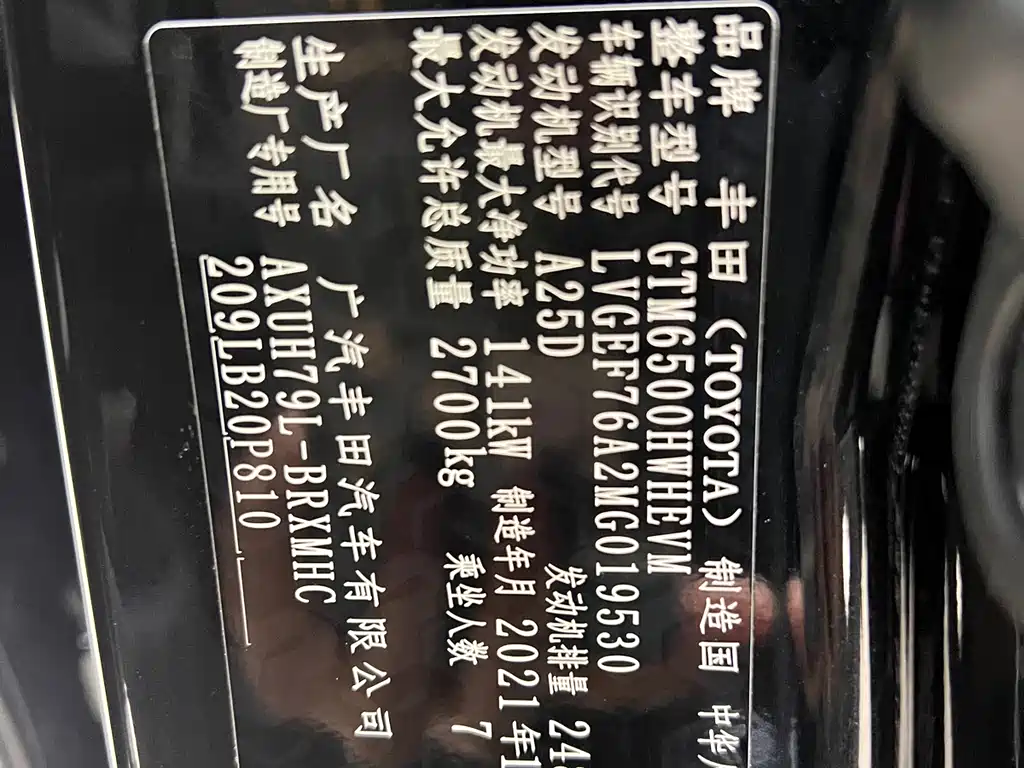 品牌 丰田 (TOYOTA) 制造国 中华
整车型号 GTM6500HWHEVM
车辆识别代号 LVGEF76A2MG019530
发动机型号 A25D 发动机排量 24
发动机最大净功率 141kW 制造年月 2021年1
最大允许总质量 2700kg 乘坐人数 7
生产厂名 广汽丰田汽车有限公司
制造厂专用号 AXUH79L-BRXMHC
209LB20P810